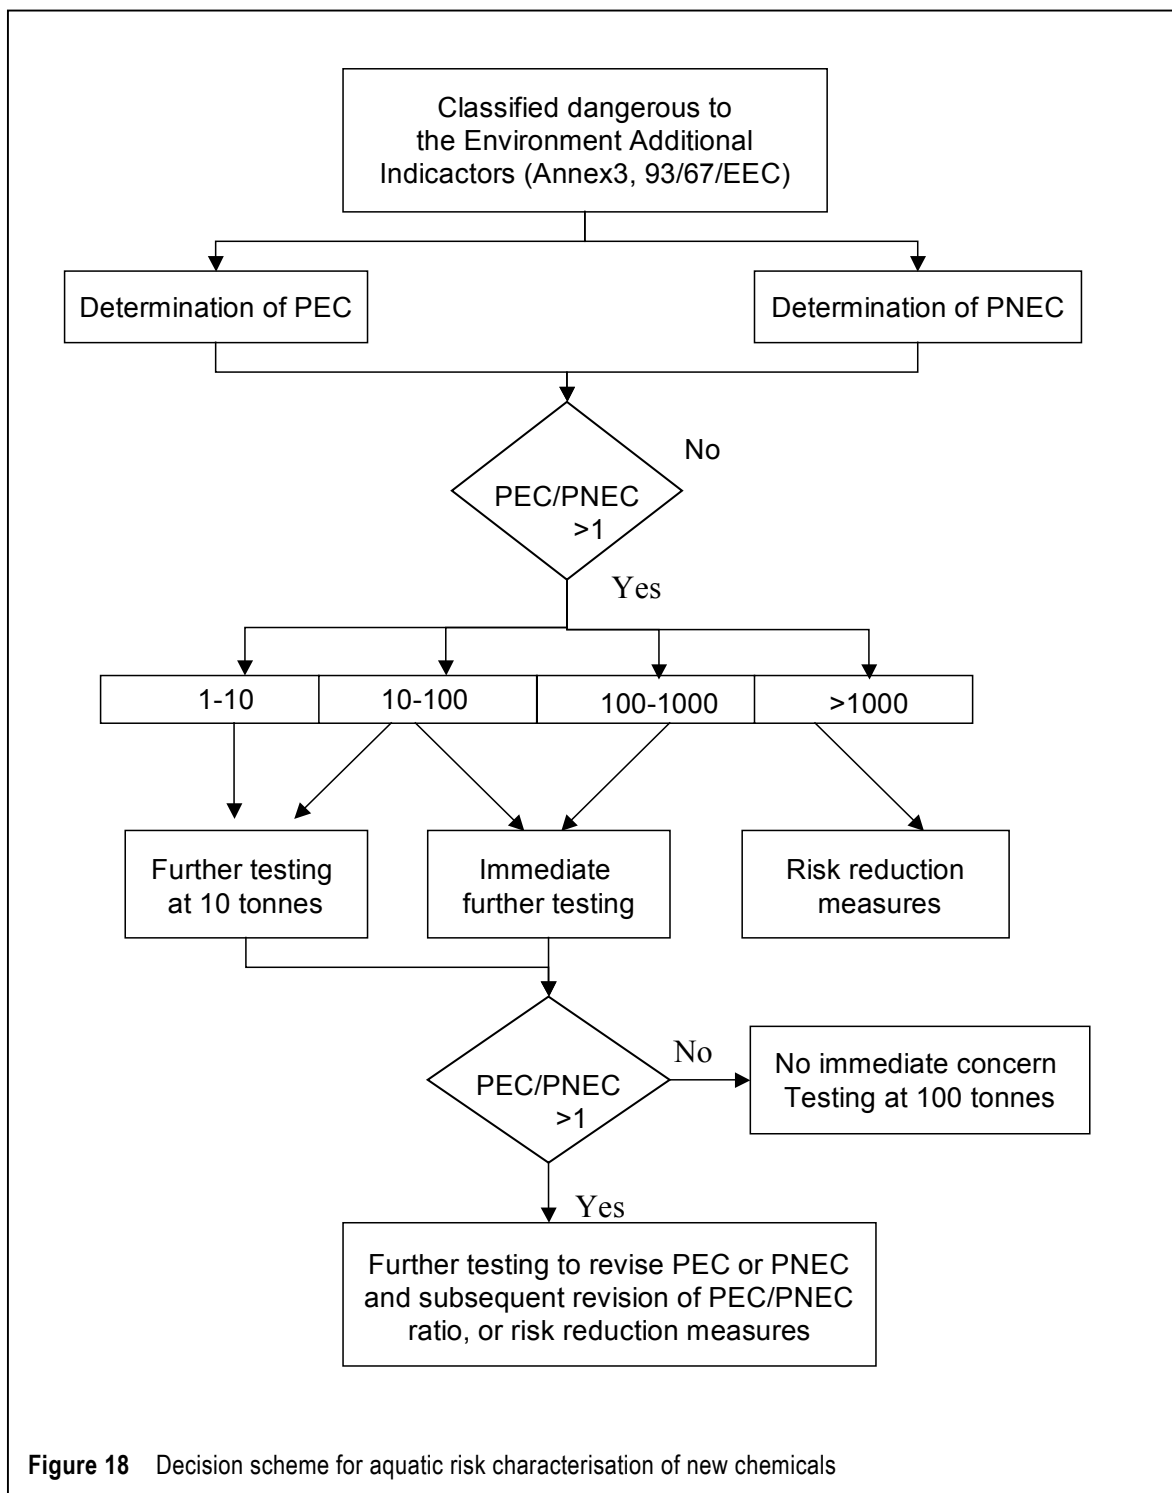 Classified dangerous to
the Environment Additional
Indicactors (Annex3, 93/67/EEC)
Determination of PEC
Determination of PNEC
No
PEC/PNEC
>1
Yes
1-10
10-100
100-1000
>1000
Further testing
at 10 tonnes
Immediate
further testing
Risk reduction
measures
No
PEC/PNEC
>1
No immediate concern
Testing at 100 tonnes
Yes
Further testing to revise PEC or PNEC
and subsequent revision of PEC/PNEC
ratio, or risk reduction measures
Figure 18 Decision scheme for aquatic risk characterisation of new chemicals